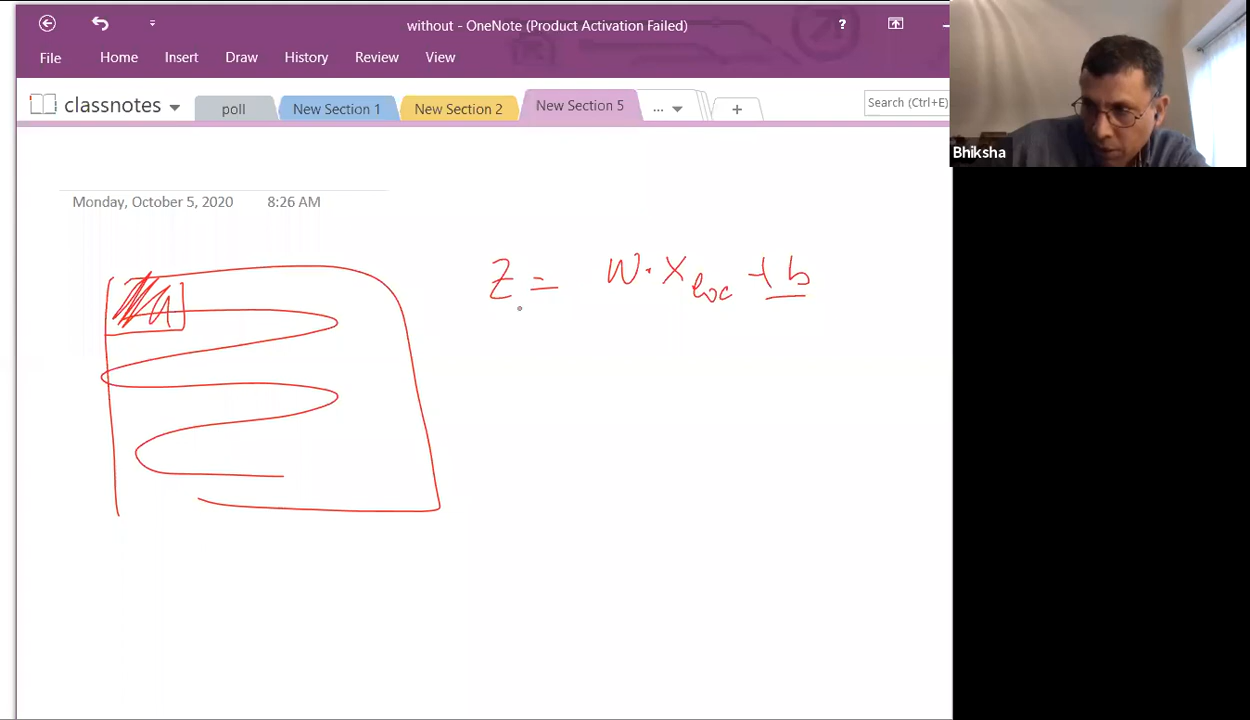 without - OneNote (Product Activation Failed)
?
File Home Insert Draw History Review View
classnotes poll New Section 1 New Section 2 New Section 5 ... +
Search (Ctrl+E)
Bhiksha
Monday, October 5, 2020 8:26 AM
Z = W · X loc + b